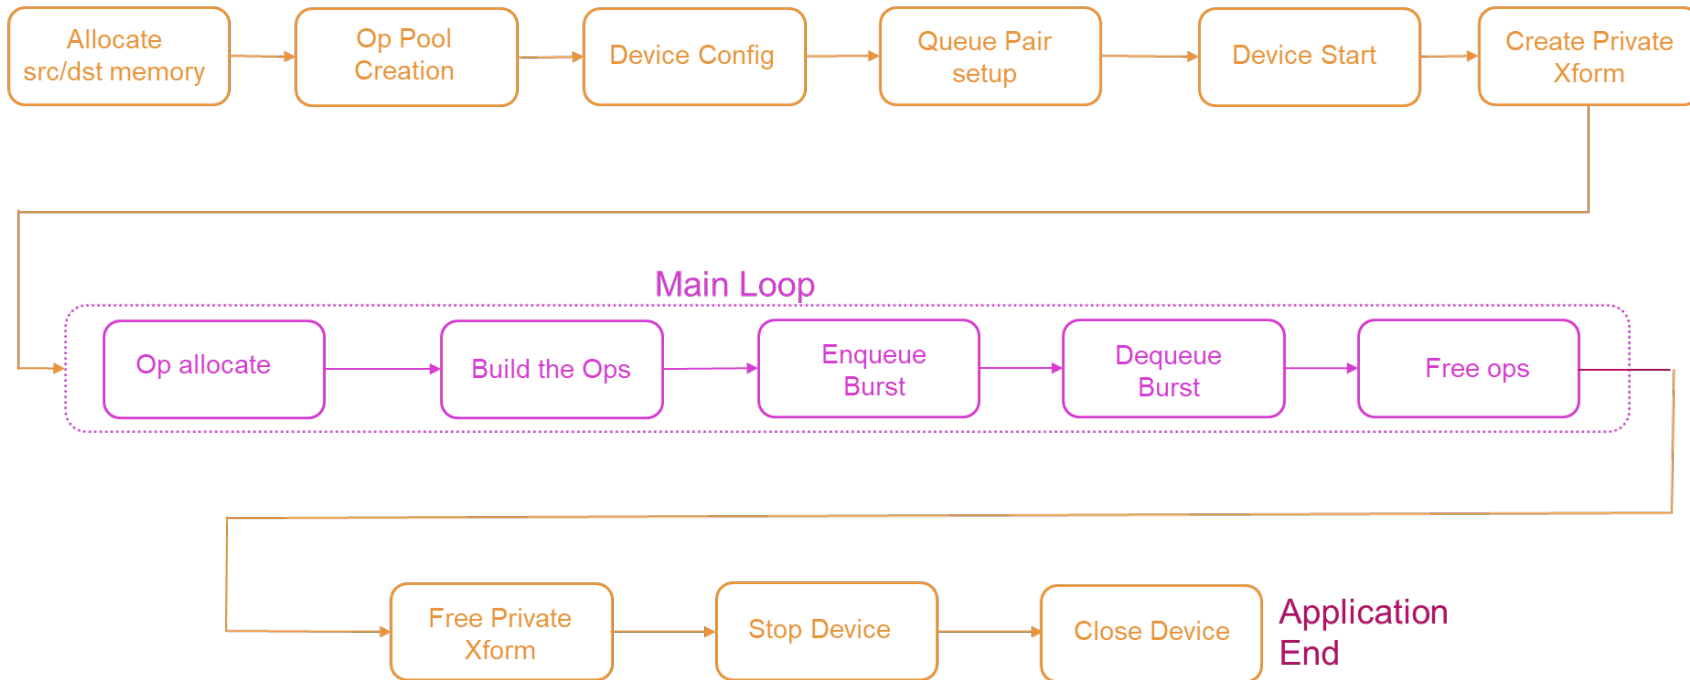 Allocate
src/dst memory
Op Pool
Creation
Device Config
Queue Pair
setup
Device Start
Create Private
Xform
Main Loop
Op allocate
Build the Ops
Enqueue
Burst
Dequeue
Burst
Free ops
Free Private
Xform
Stop Device
Close Device
Application
End